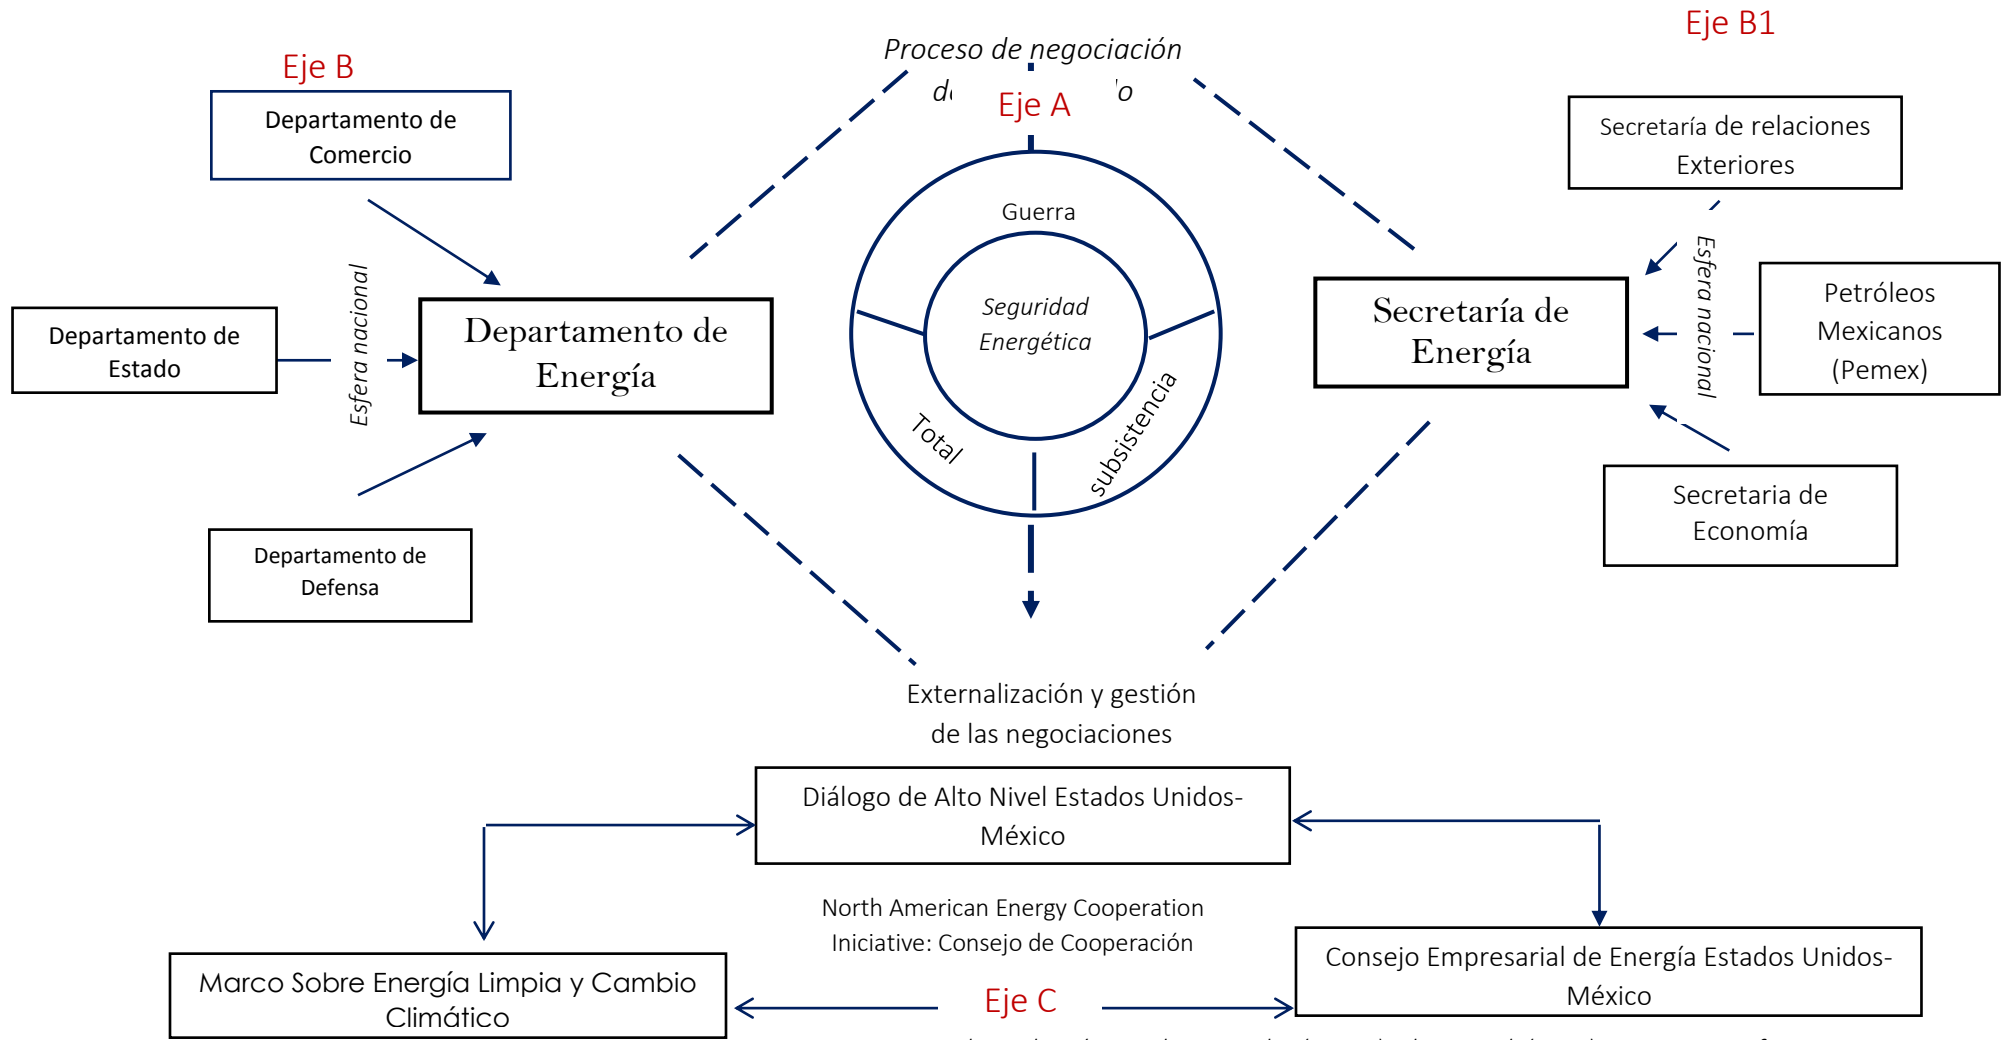 Eje B1
Proceso de negociación
Eje B
Eje A
Departamento de
Comercio
Secretaría de relaciones
Exteriores
Guerra
Esfera nacional
Esfera nacional
Seguridad
Energética
Departamento de
Energía
Secretaría de
Energía
Petróleos
Mexicanos
(Pemex)
Departamento de
Estado
Total
subsistencia
Secretaria de
Economía
Departamento de
Defensa
Externalización y gestión
de las negociaciones
Diálogo de Alto Nivel Estados Unidos-
México
North American Energy Cooperation
Iniciative: Consejo de Cooperación
Consejo Empresarial de Energía Estados Unidos-
México
Marco Sobre Energía Limpia y Cambio
Climático
Eje C